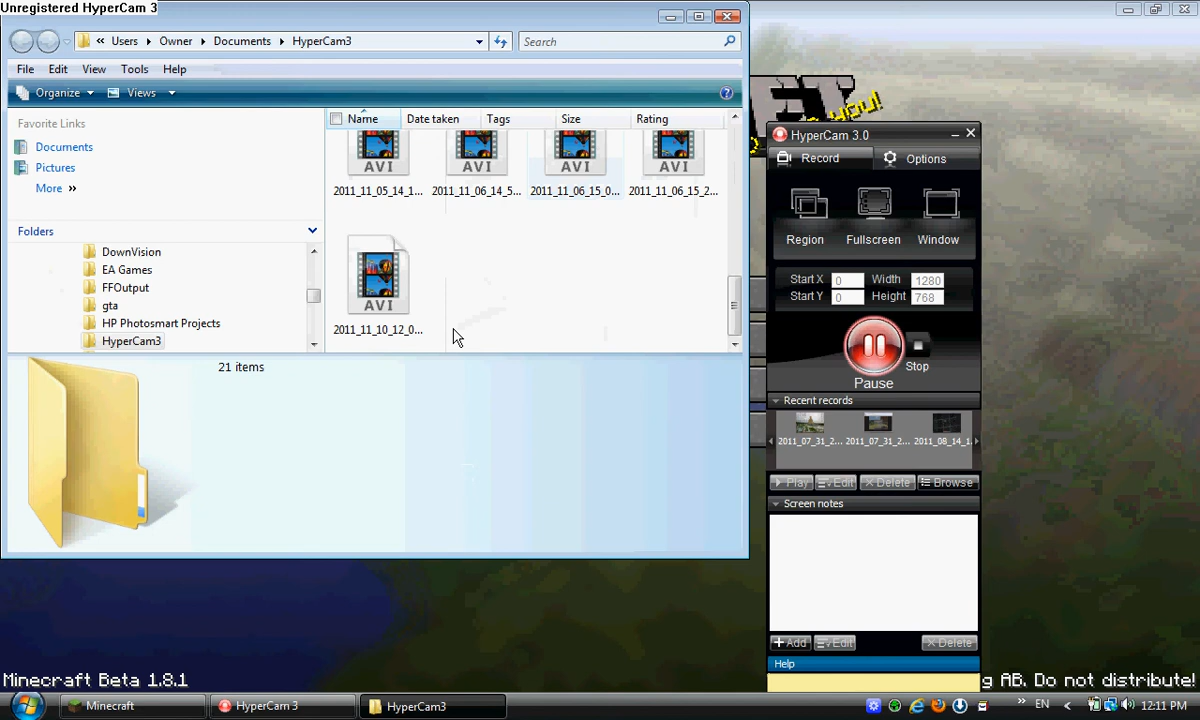 Unregistered HyperCam 3
« Users › Owner › Documents › HyperCam3
Search
File Edit View Tools Help
Organize Views
Name Date taken Tags Size Rating
Favorite Links
Documents
Pictures
More »
Folders
DownVision
EA Games
FFOutput
gta
HP Photosmart Projects
HyperCam3
AVI AVI AVI AVI
2011_11_05_14_1... 2011_11_06_14_5... 2011_11_06_15_0... 2011_11_06_15_2...
AVI
2011_11_10_12_0...
21 items
you!
HyperCam 3.0
Record Options
Region Fullscreen Window
Start X 0 Width 1280
Start Y 0 Height 768
Pause
Stop
Recent records
2011_07_31_2... 2011_07_31_2... 2011_08_14_1...
Play Edit Delete Browse
Screen notes
Add Edit Delete
Help
Minecraft Beta 1.8.1
g AB. Do not distribute!
Minecraft HyperCam 3 HyperCam3 EN 12:11 PM